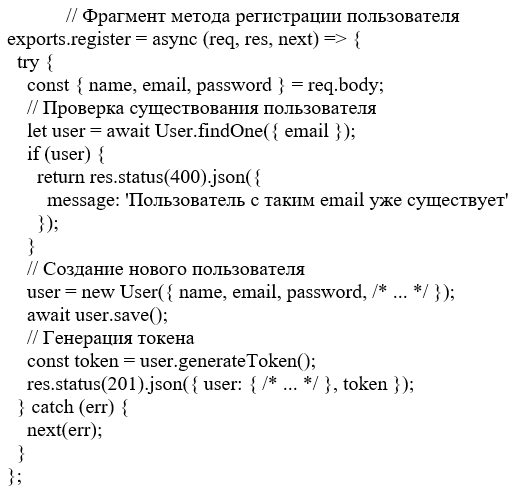 // Фрагмент метода регистрации пользователя
exports.register = async (req, res, next) => {
try {
const { name, email, password } = req.body;
// Проверка существования пользователя
let user = await User.findOne({ email });
if (user) {
return res.status(400).json({
message: 'Пользователь с таким email уже существует'
});
}
// Создание нового пользователя
user = new User({ name, email, password, /* ... */ });
await user.save();
// Генерация токена
const token = user.generateToken();
res.status(201).json({ user: { /* ... */ }, token });
} catch (err) {
next(err);
}
};